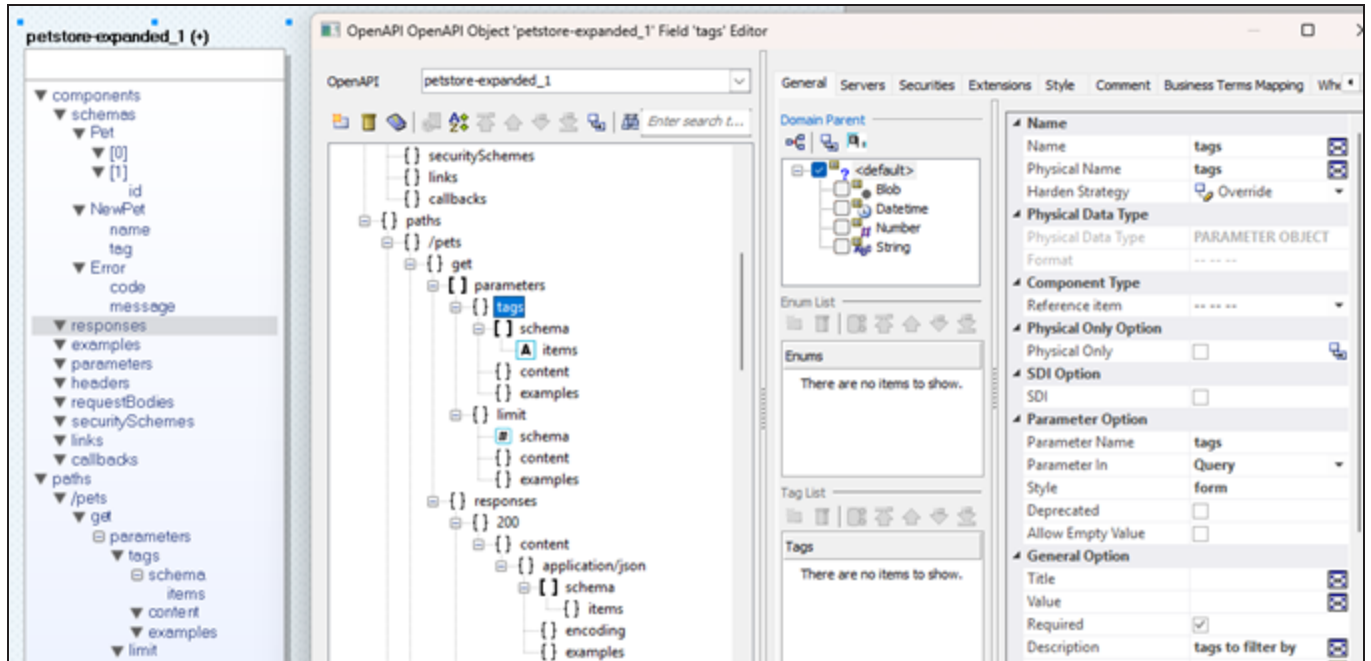 petstore-expanded_1 (+)
components
schemas
Pet
[0]
[1]
id
NewPet
name
tag
Error
code
message
responses
examples
parameters
headers
requestBodies
securitySchemes
links
callbacks
paths
/pets
get
parameters
tags
schema
items
content
examples
limit
OpenAPI OpenAPI Object 'petstore-expanded_1' Field 'tags' Editor
OpenAPI petstore-expanded_1
Enter search t...
{} securitySchemes
{} links
{} callbacks
{} paths
{} /pets
{} get
[] parameters
{} tags
[] schema
A items
{} content
{} examples
{} limit
# schema
{} content
{} examples
{} responses
{} 200
{} content
{} application/json
[] schema
{} items
{} encoding
{} examples
General Servers Securities Extensions Style Comment Business Terms Mapping Whe
Domain Parent
<default>
Blob
Datetime
Number
String
Enum List
Enums
There are no items to show.
Tag List
Tags
There are no items to show.
Name
Name tags
Physical Name tags
Harden Strategy Override
Physical Data Type
Physical Data Type PARAMETER OBJECT
Format -- -- --
Component Type
Reference item -- -- --
Physical Only Option
Physical Only
SDI Option
SDI
Parameter Option
Parameter Name tags
Parameter In Query
Style form
Deprecated
Allow Empty Value
General Option
Title
Value
Required
Description tags to filter by